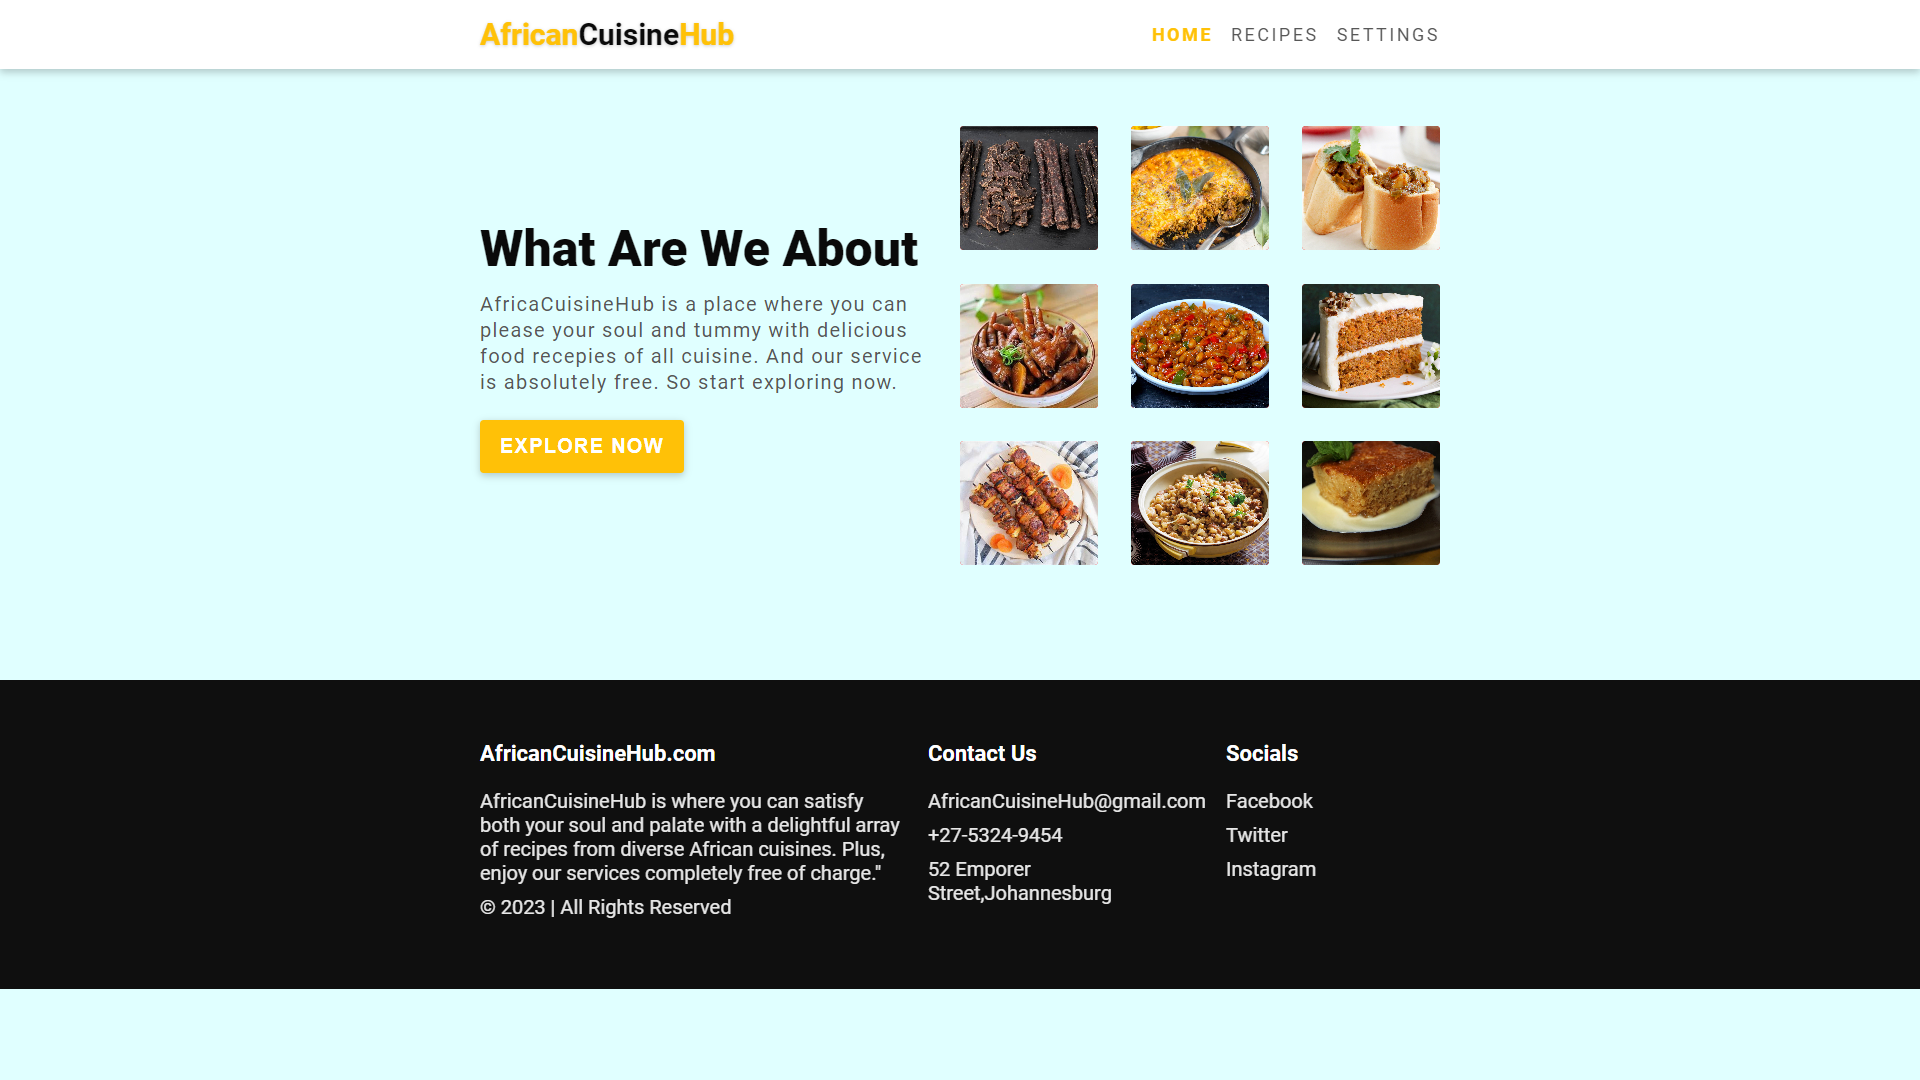 AfricanCuisineHub
HOME RECIPES SETTINGS
What Are We About
AfricaCuisineHub is a place where you can
please your soul and tummy with delicious
food recepies of all cuisine. And our service
is absolutely free. So start exploring now.
EXPLORE NOW
AfricanCuisineHub.com
AfricanCuisineHub is where you can satisfy
both your soul and palate with a delightful array
of recipes from diverse African cuisines. Plus,
enjoy our services completely free of charge."
© 2023 | All Rights Reserved
Contact Us
AfricanCuisineHub@gmail.com
+27-5324-9454
52 Emporer
Street,Johannesburg
Socials
Facebook
Twitter
Instagram